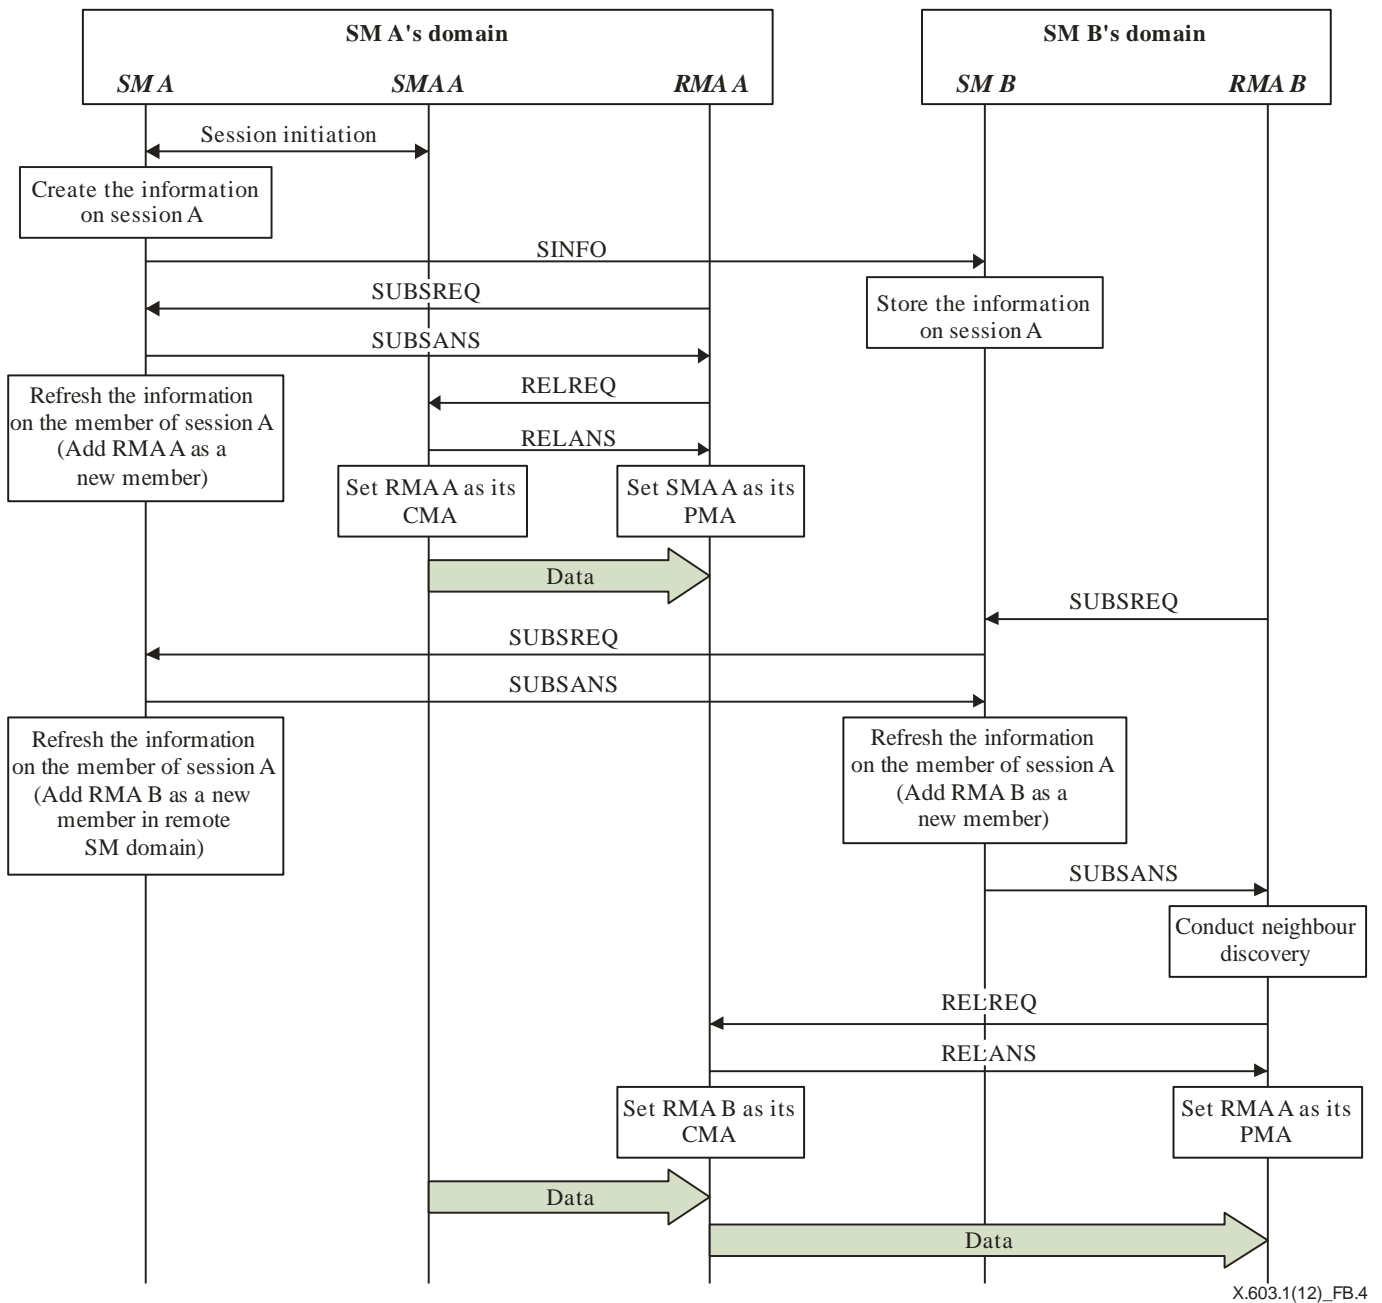 SM A's domain
SM B's domain
SM A
SMA A
RMA A
SM B
RMA B
Session initiation
Create the information
on session A
SINFO
SUBSREQ
Store the information
on session A
SUBSANS
Refresh the information
on the member of session A
(Add RMA A as a
new member)
RELREQ
RELANS
Set RMA A as its
CMA
Set SMA A as its
PMA
Data
SUBSREQ
SUBSREQ
SUBSANS
Refresh the information
on the member of session A
(Add RMA B as a new
member in remote
SM domain)
Refresh the information
on the member of session A
(Add RMA B as a
new member)
SUBSANS
Conduct neighbour
discovery
RELREQ
RELANS
Set RMA B as its
CMA
Set RMA A as its
PMA
Data
Data
X.603.1(12)_FB.4